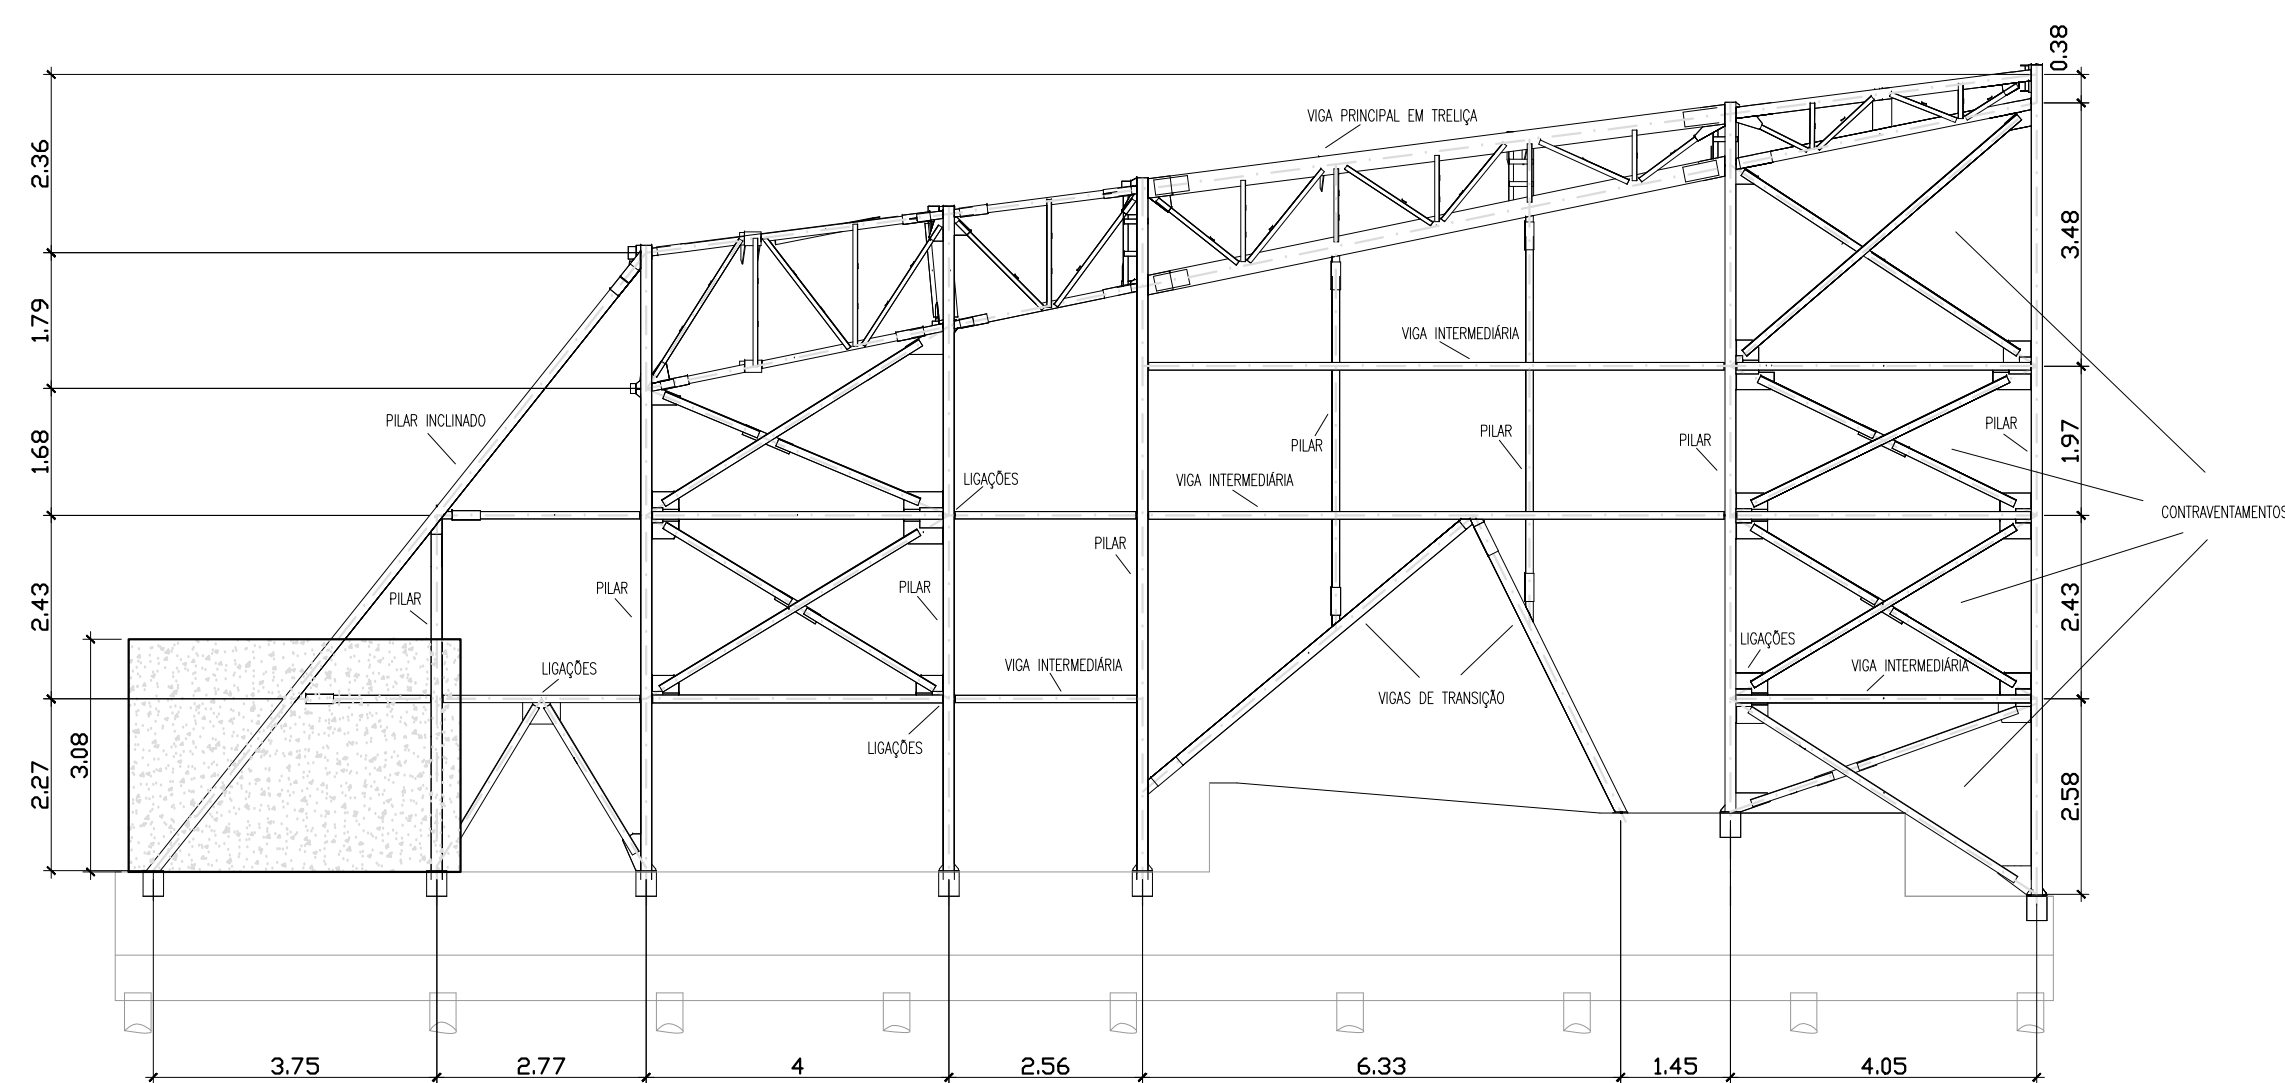 0.38
VIGA PRINCIPAL EM TRELIÇA
2.36
3.48
1.79
VIGA INTERMEDIÁRIA
PILAR INCLINADO
PILAR
PILAR
PILAR
PILAR
1.68
1.97
LIGAÇÕES
VIGA INTERMEDIÁRIA
CONTRAVENTAMENTOS
PILAR
PILAR
PILAR
PILAR
2.43
2.43
LIGAÇÕES
LIGAÇÕES
VIGA INTERMEDIÁRIA
VIGA INTERMEDIÁRIA
VIGAS DE TRANSIÇÃO
LIGAÇÕES
3.08
2.27
2.58
3.75
2.77
4
2.56
6.33
1.45
4.05